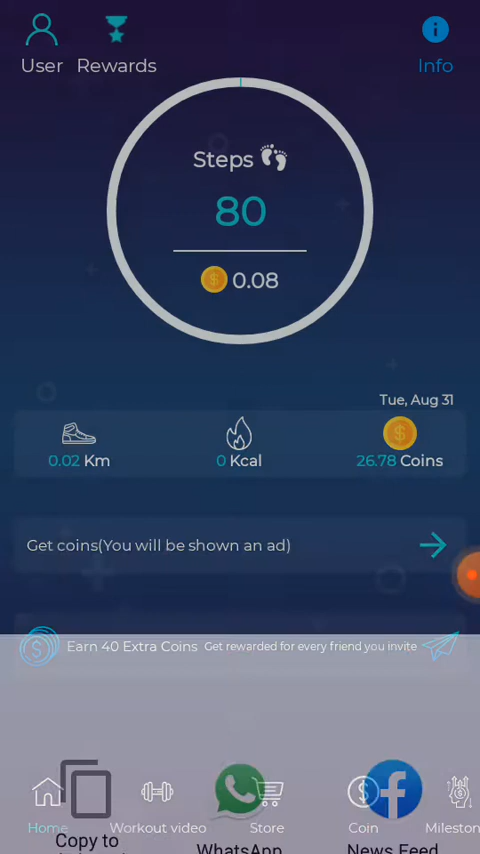 User Rewards Info
Steps
80
0.08
Tue, Aug 31
0.02 Km 0 Kcal 26.78 Coins
Get coins(You will be shown an ad)
Earn 40 Extra Coins Get rewarded for every friend you invite
Home Workout video Store Coin Mileston
Copy to
WhatsApp News Feed